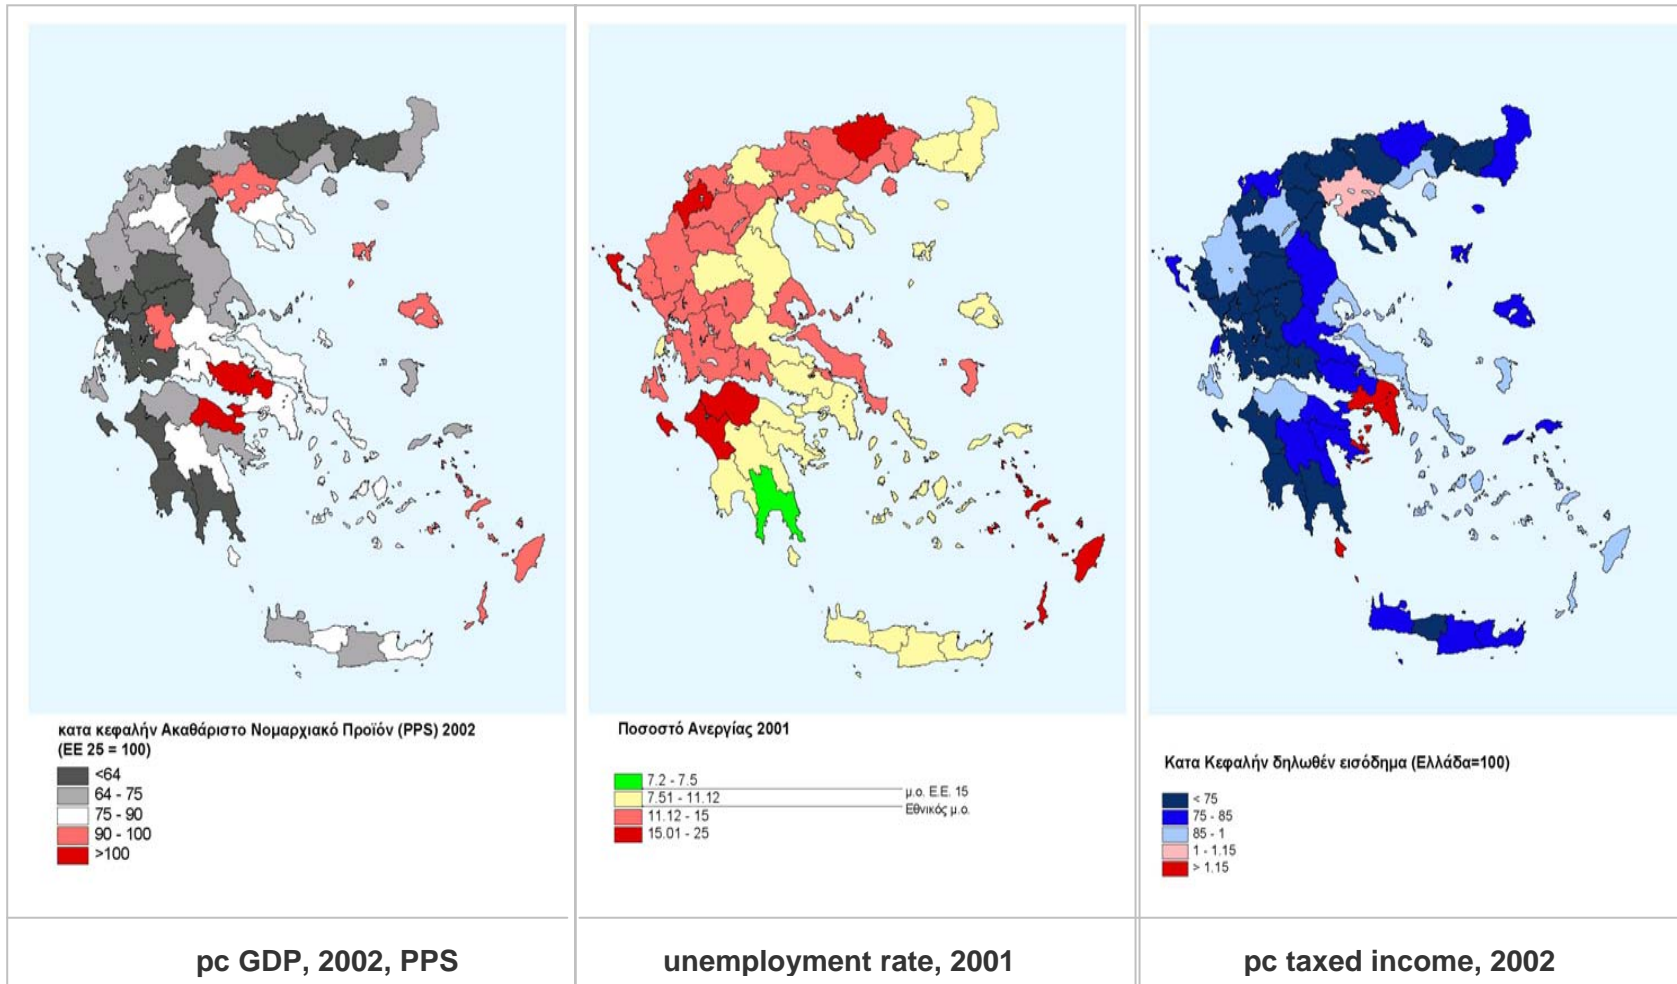 κατα κεφαλήν Ακαθάριστο Νομαρχιακό Προϊόν (PPS) 2002
(ΕΕ 25 = 100)
<64
64 - 75
75 - 90
90 - 100
>100
pc GDP, 2002, PPS
Ποσοστό Ανεργίας 2001
7.2 - 7.5
μ.ο. Ε.Ε. 15
7.51 - 11.12
Εθνικός μ.ο.
11.12 - 15
15.01 - 25
unemployment rate, 2001
Κατα Κεφαλήν δηλωθέν εισόδημα (Ελλάδα=100)
< 75
75 - 85
85 - 1
1 - 1.15
> 1.15
pc taxed income, 2002